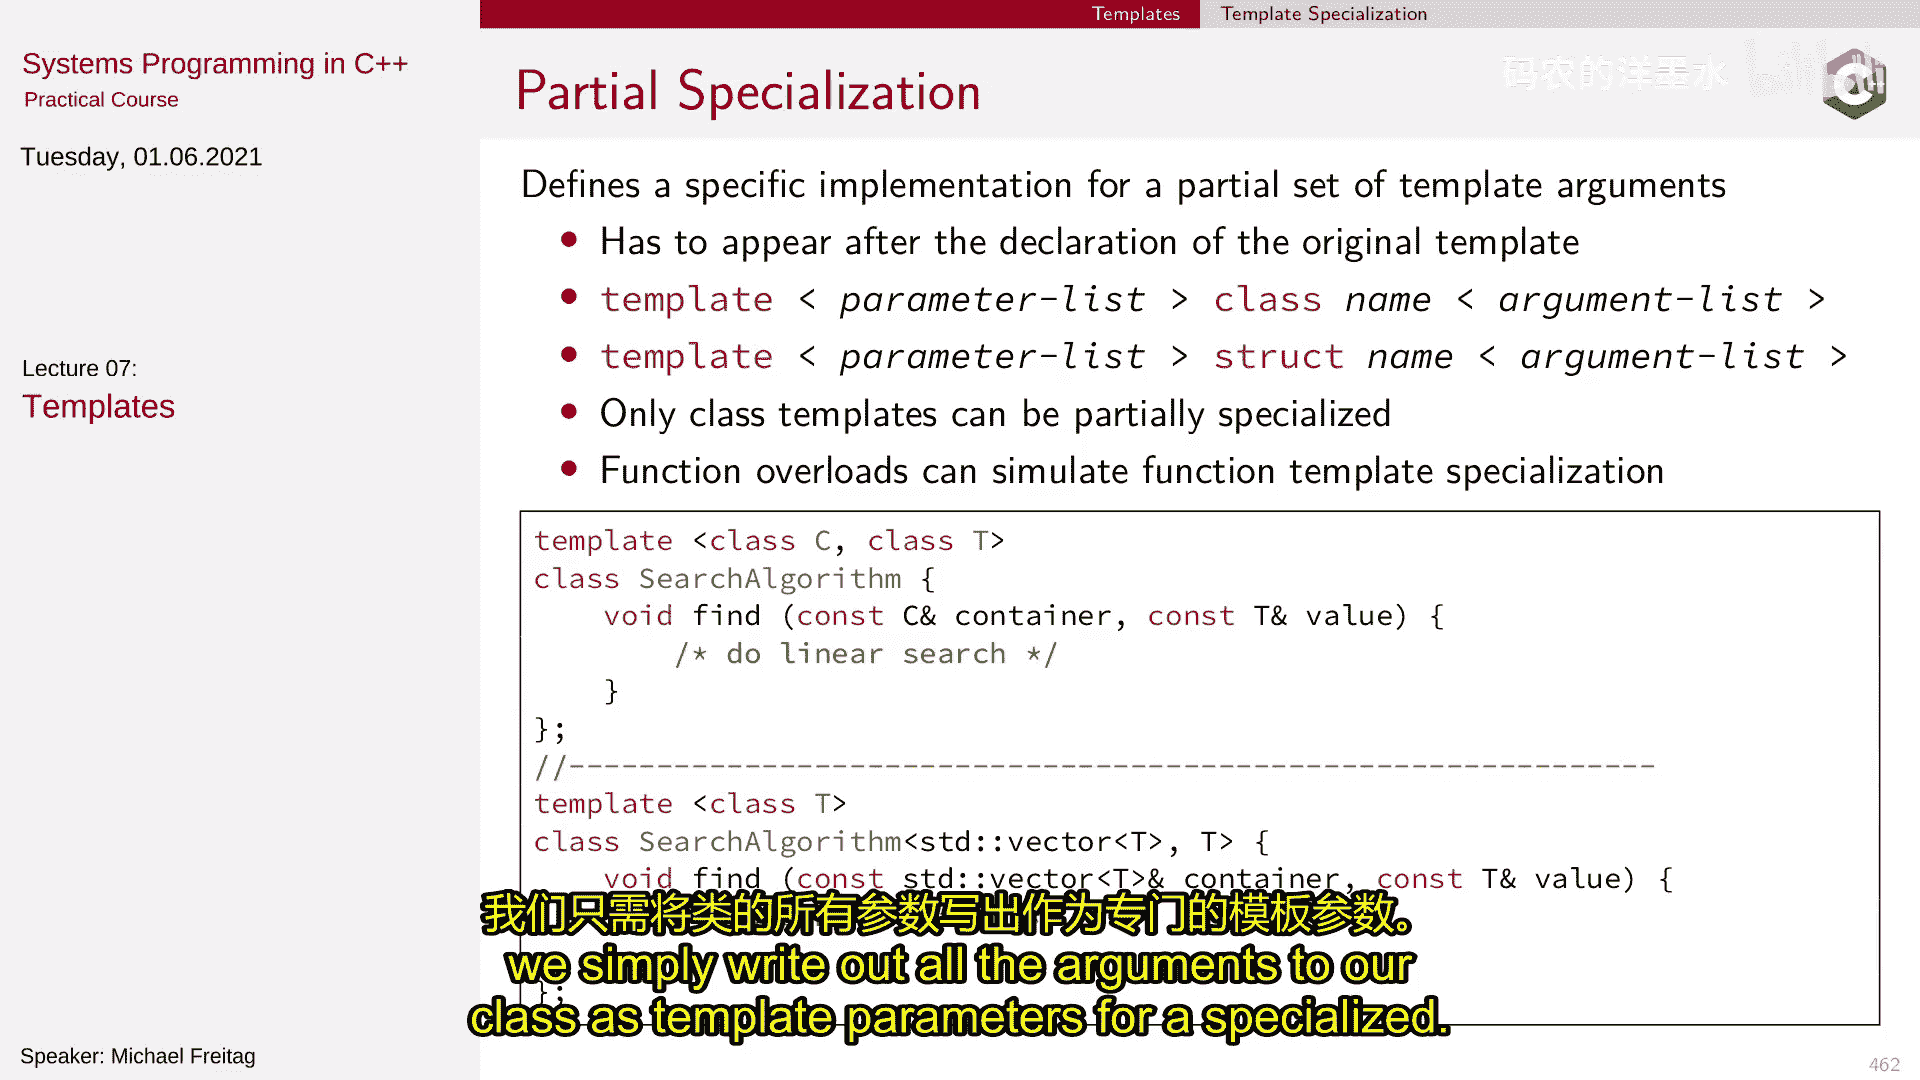 Templates
Template Specialization
Systems Programming in C++
Practical Course
Tuesday, 01.06.2021
Lecture 07:
Templates
Speaker: Michael Freitag
码农的洋墨水
Partial Specialization
Defines a specific implementation for a partial set of template arguments
• Has to appear after the declaration of the original template
• template < parameter-list > class name < argument-list >
• template < parameter-list > struct name < argument-list >
• Only class templates can be partially specialized
• Function overloads can simulate function template specialization
template <class C, class T>
class SearchAlgorithm {
    void find (const C& container, const T& value) {
        /* do linear search */
    }
};
//--------------------------------------------------------------
template <class T>
class SearchAlgorithm<std::vector<T>, T> {
    void find (const std::vector<T>& container, const T& value) {
};
我们只需将类的所有参数写出作为专门的模板参数。
we simply write out all the arguments to our
class as template parameters for a specialized.
462